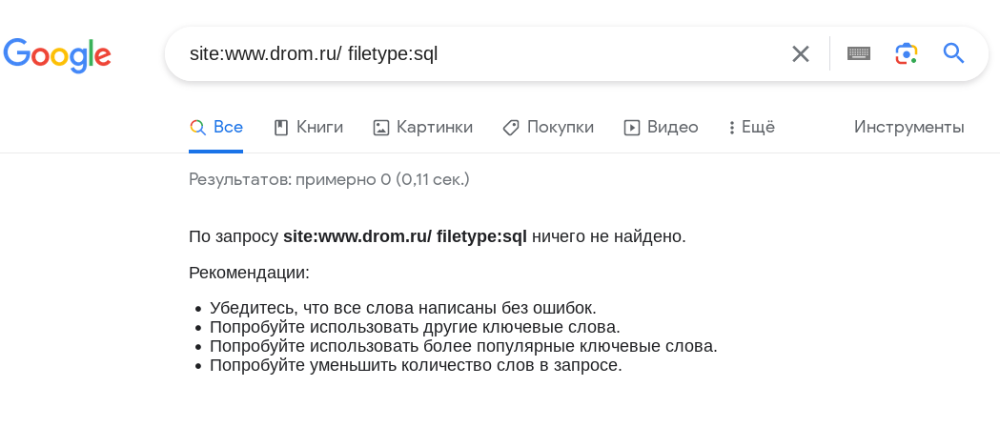 Google
site:www.drom.ru/ filetype:sql
Все Книги Картинки Покупки Видео Ещё Инструменты
Результатов: примерно 0 (0,11 сек.)
По запросу site:www.drom.ru/ filetype:sql ничего не найдено.
Рекомендации:
Убедитесь, что все слова написаны без ошибок.
Попробуйте использовать другие ключевые слова.
Попробуйте использовать более популярные ключевые слова.
Попробуйте уменьшить количество слов в запросе.